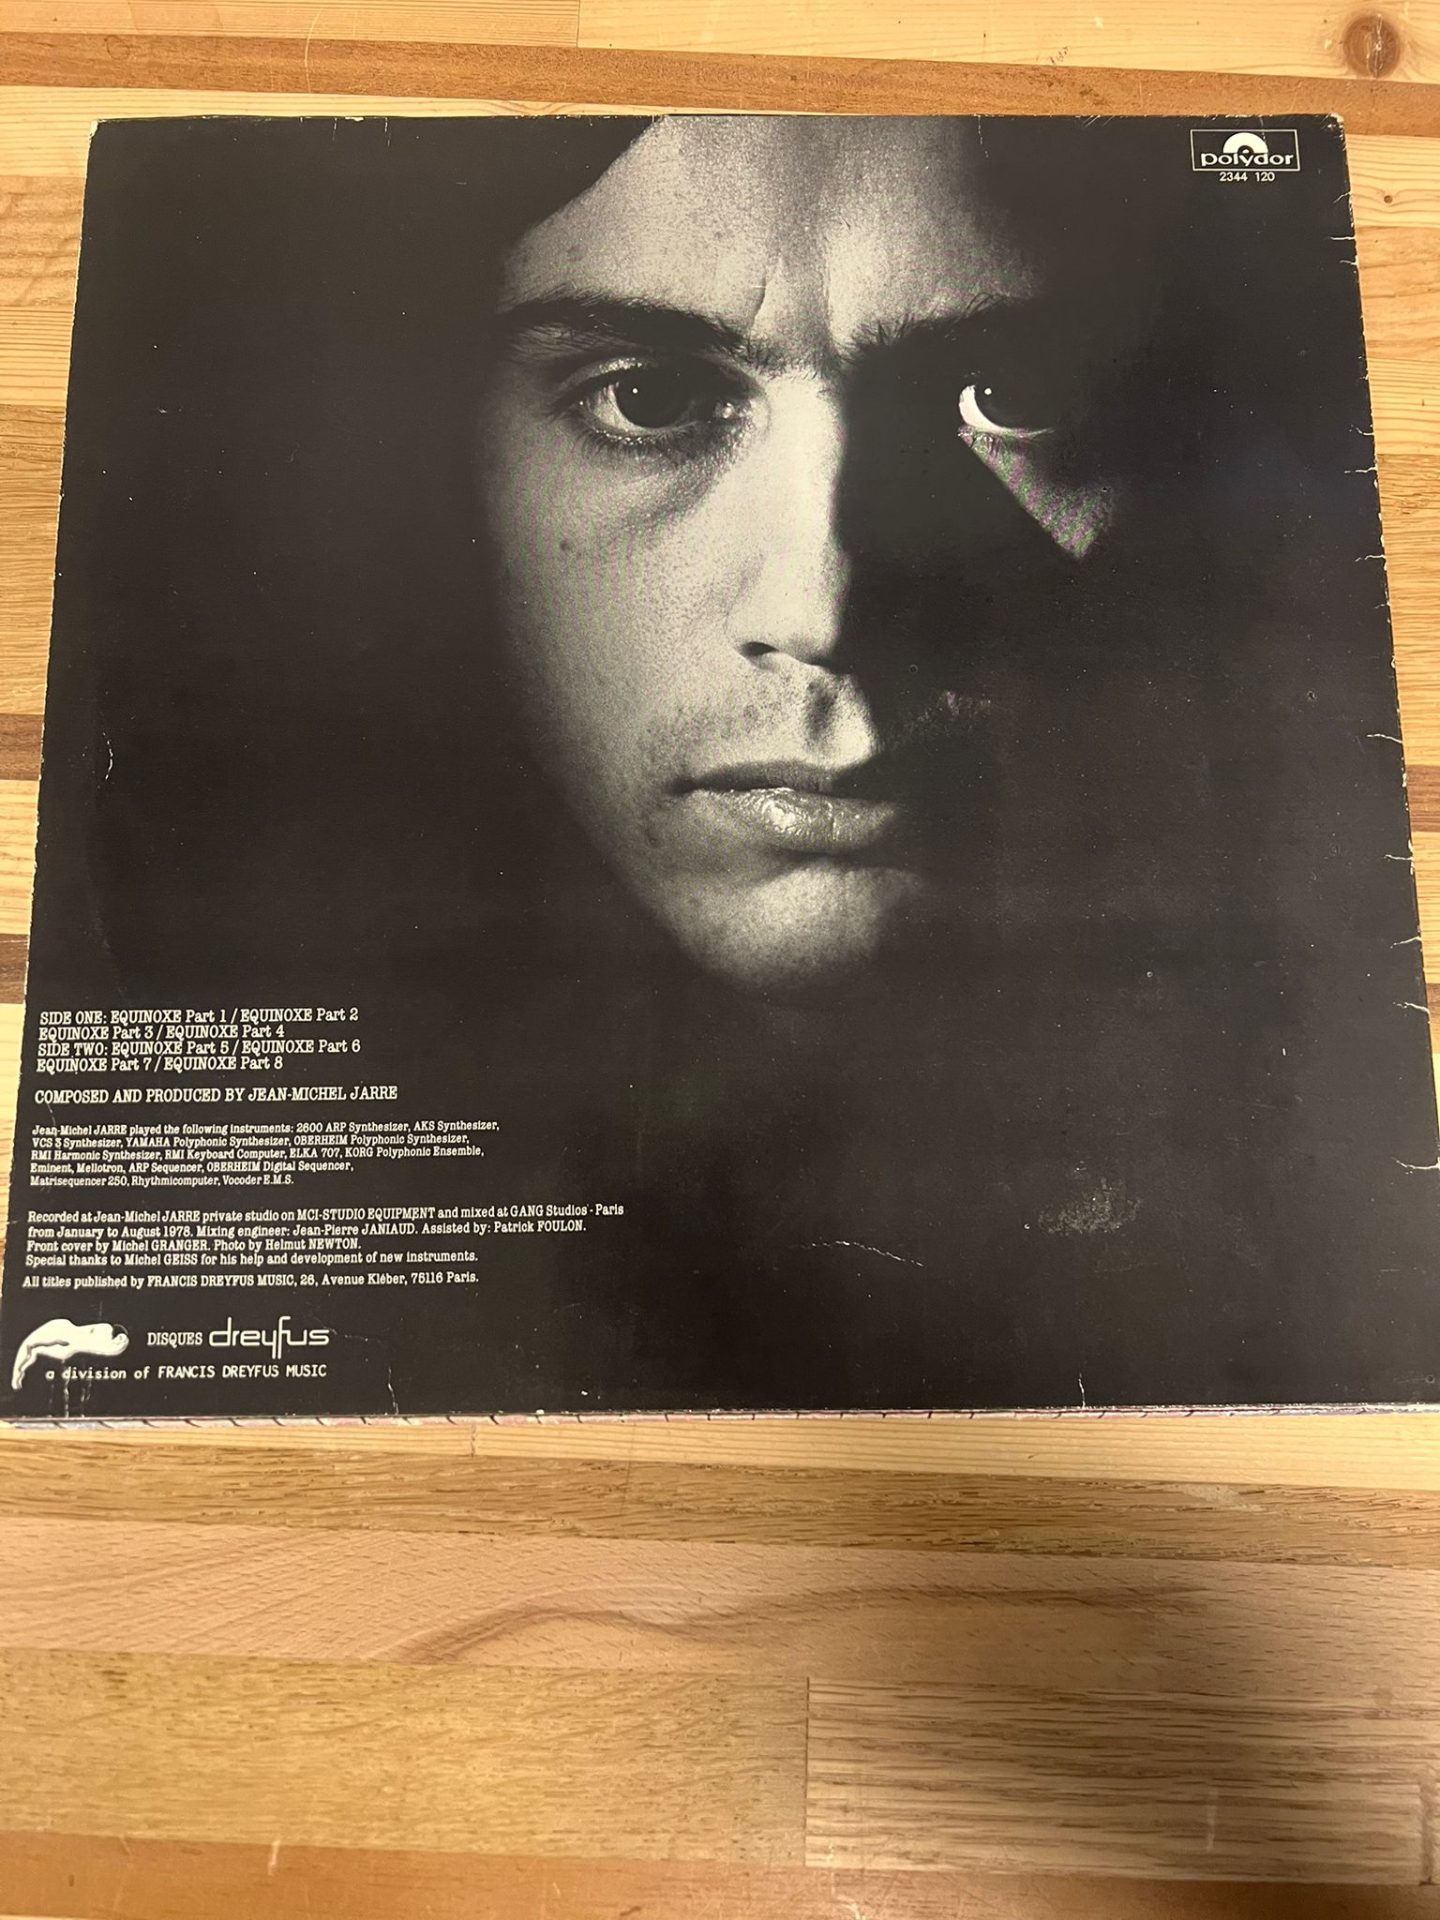 polydor
2344 120
SIDE ONE: EQUINOXE Part 1 / EQUINOXE Part 2
EQUINOXE Part 3 / EQUINOXE Part 4
SIDE TWO: EQUINOXE Part 5 / EQUINOXE Part 6
EQUINOXE Part 7 / EQUINOXE Part 8
COMPOSED AND PRODUCED BY JEAN-MICHEL JARRE
Jean-Michel JARRE played the following instruments: 2600 ARP Synthesizer, AKS Synthesizer,
VCS 3 Synthesizer, YAMAHA Polyphonic Synthesizer, OBERHEIM Polyphonic Synthesizer,
RMI Harmonic Synthesizer, RMI Keyboard Computer, ELKA 707, KORG Polyphonic Ensemble,
Eminent, Mellotron, ARP Sequencer, OBERHEIM Digital Sequencer,
Matrisequencer 250, Rhythmicomputer, Vocoder E.M.S.
Recorded at Jean-Michel JARRE private studio on MCI-STUDIO EQUIPMENT and mixed at GANG Studios - Paris
from January to August 1978. Mixing engineer: Jean-Pierre JANIAUD. Assisted by: Patrick FOULON.
Front cover by Michel GRANGER. Photo by Helmut NEWTON.
Special thanks to Michel GEISS for his help and development of new instruments.
All titles published by FRANCIS DREYFUS MUSIC, 26, Avenue Kléber, 75116 Paris.
DISQUES dreyfus
a division of FRANCIS DREYFUS MUSIC